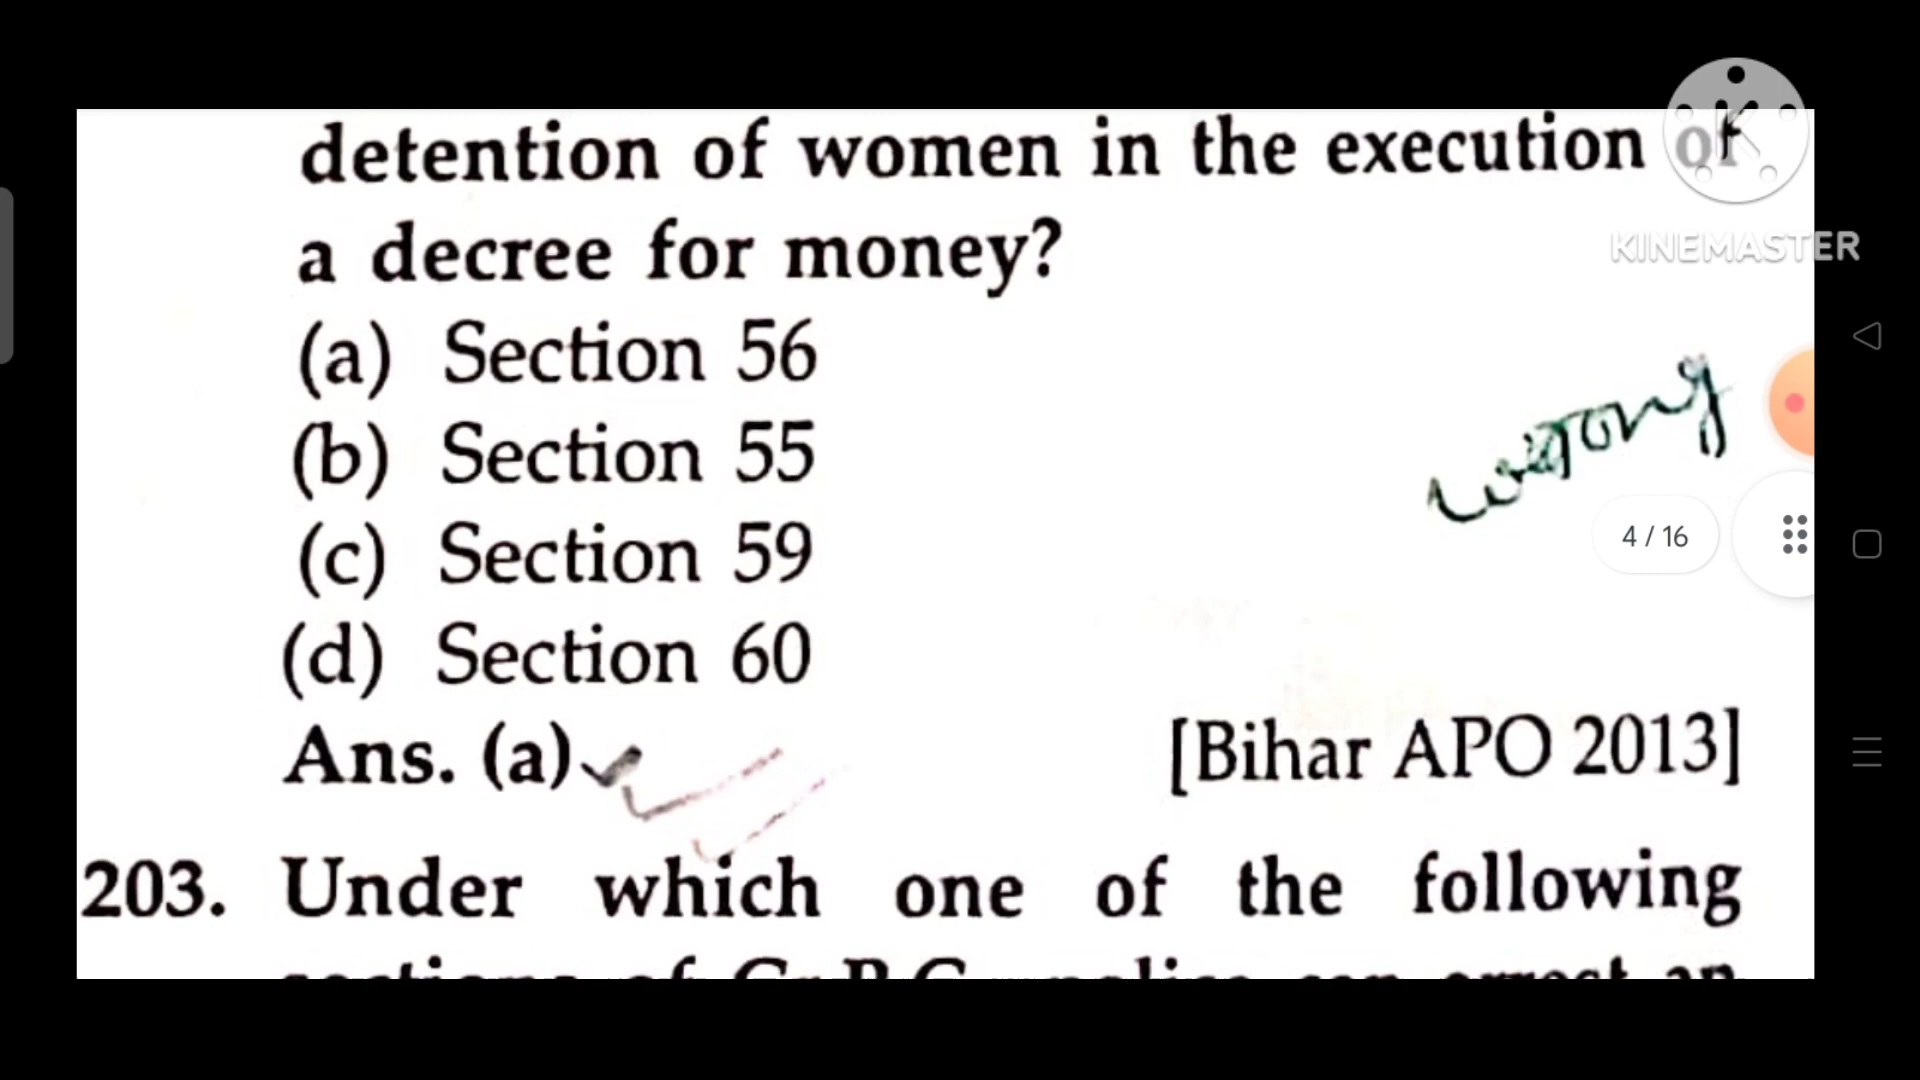 detention of women in the execution of
a decree for money?
(a) Section 56
(b) Section 55
(c) Section 59
(d) Section 60
Ans. (a)
[Bihar APO 2013]
203. Under which one of the following
KINEMASTER
4 / 16